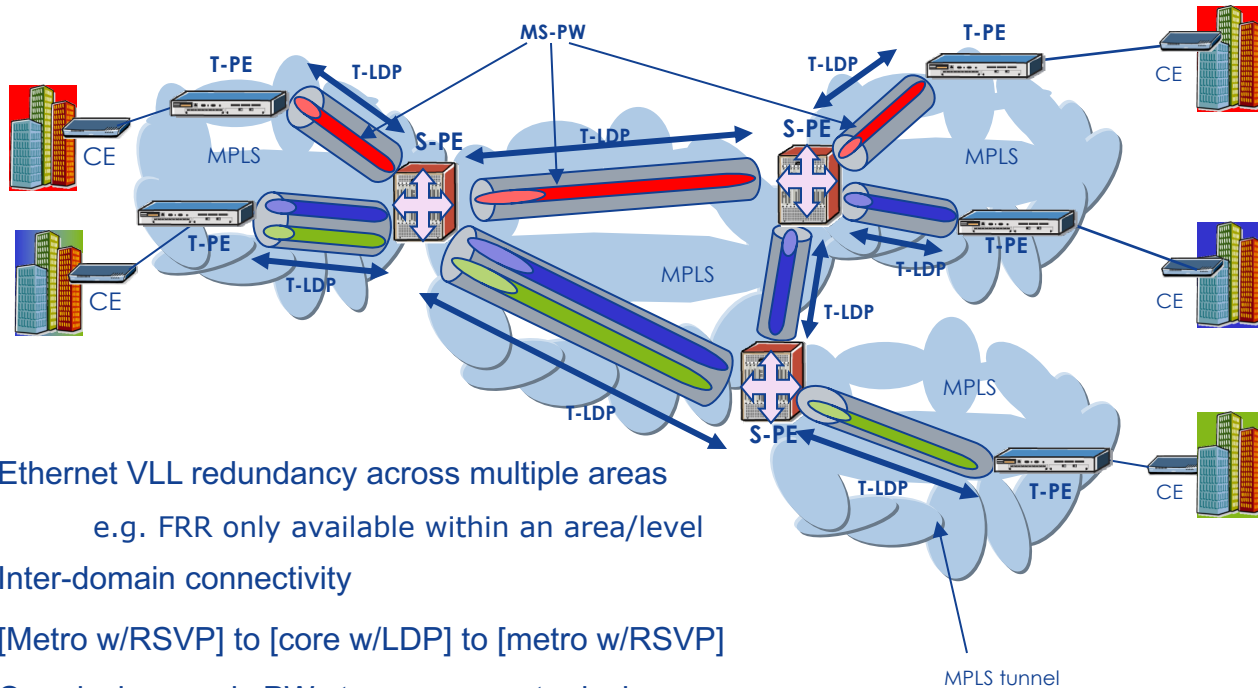 MS-PW
T-PE
T-LDP
CE
MPLS
S-PE
T-LDP
S-PE
T-LDP
T-PE
CE
MPLS
T-PE
T-LDP
CE
MPLS
T-LDP
T-LDP
T-PE
T-LDP
CE
S-PE
MPLS
T-LDP
T-PE
CE
MPLS tunnel
Ethernet VLL redundancy across multiple areas
e.g. FRR only available within an area/level
Inter-domain connectivity
[Metro w/RSVP] to [core w/LDP] to [metro w/RSVP]